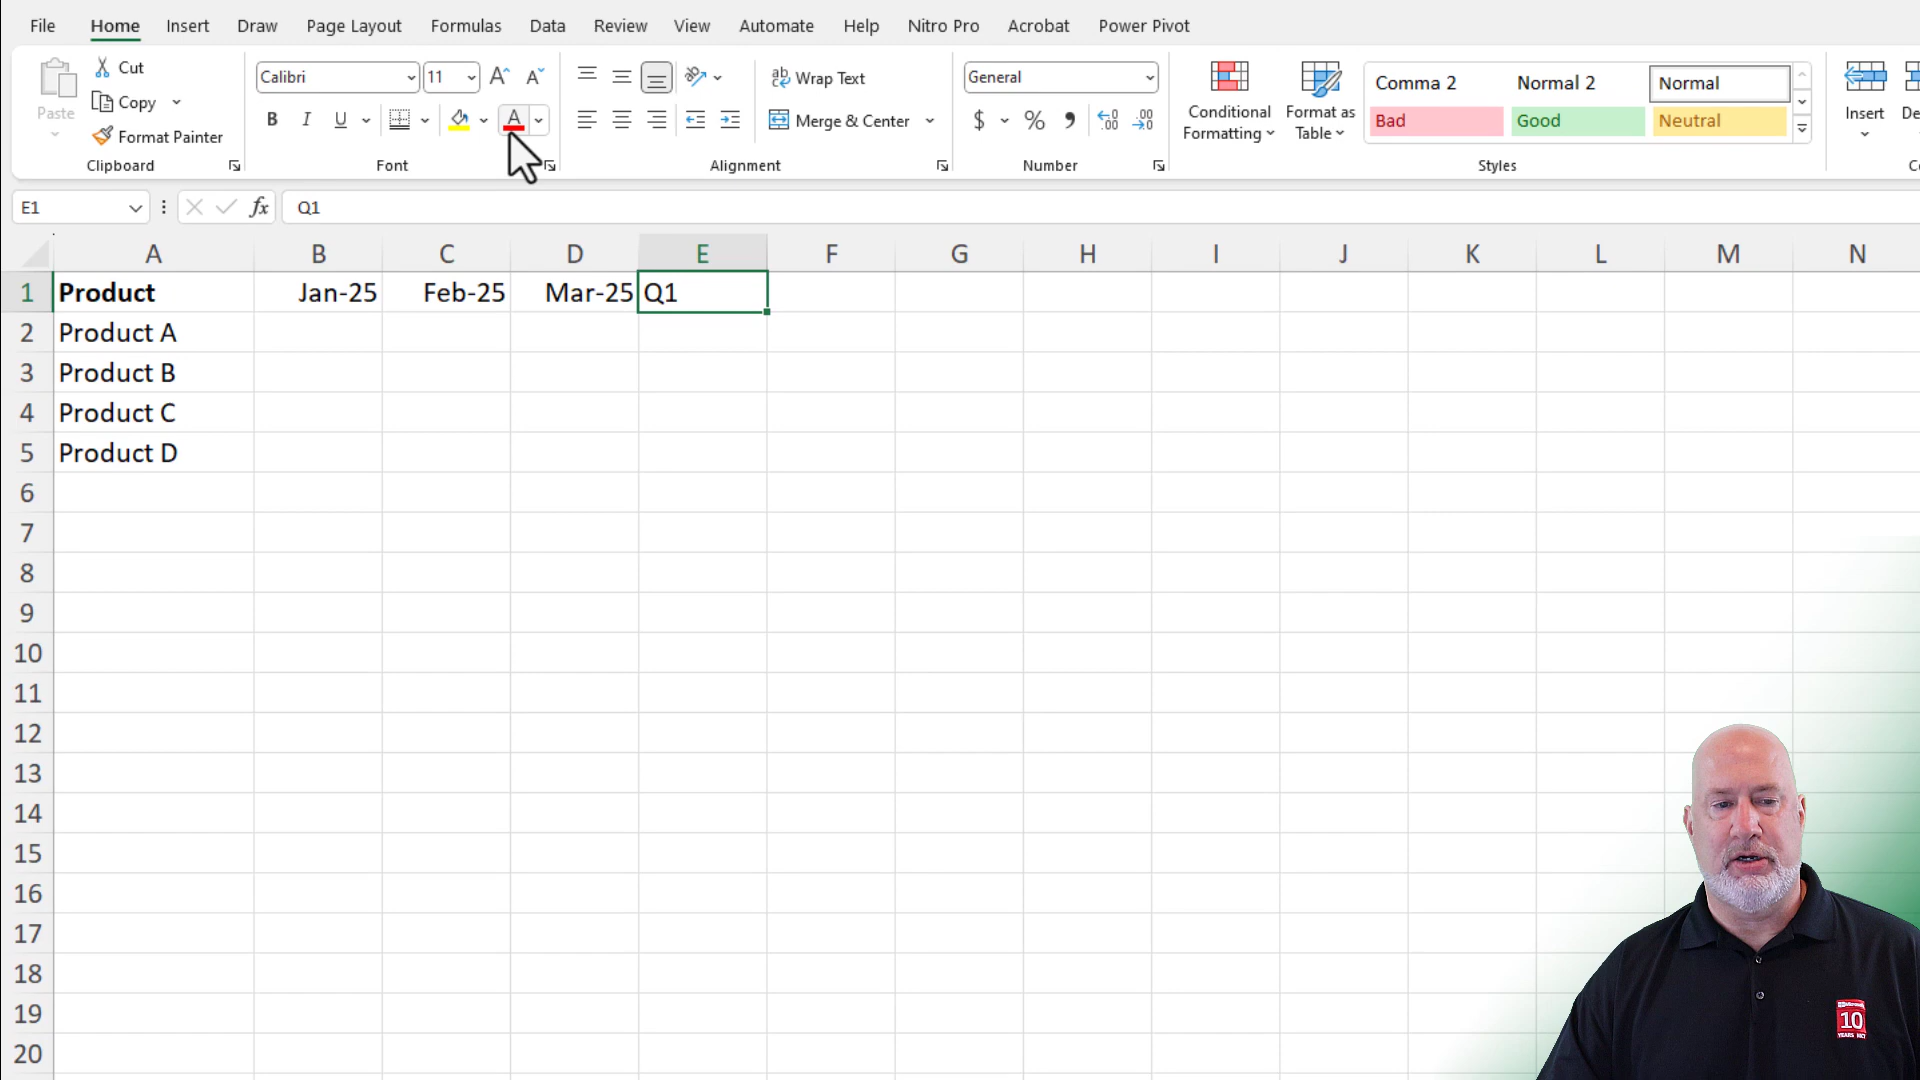 File Home Insert Draw Page Layout Formulas Data Review View Automate Help Nitro Pro Acrobat Power Pivot
Paste
Cut
Copy
Format Painter
Clipboard
Calibri 11
B I U
Font
Wrap Text
Merge & Center
Alignment
General
$ %
Number
Conditional Formatting
Format as Table
Comma 2 Normal 2 Normal
Bad Good Neutral
Styles
Insert
E1 fx Q1
A B C D E F G H I J K L M N
1 Product Jan-25 Feb-25 Mar-25 Q1
2 Product A
3 Product B
4 Product C
5 Product D
6
7
8
9
10
11
12
13
14
15
16
17
18
19
20
10